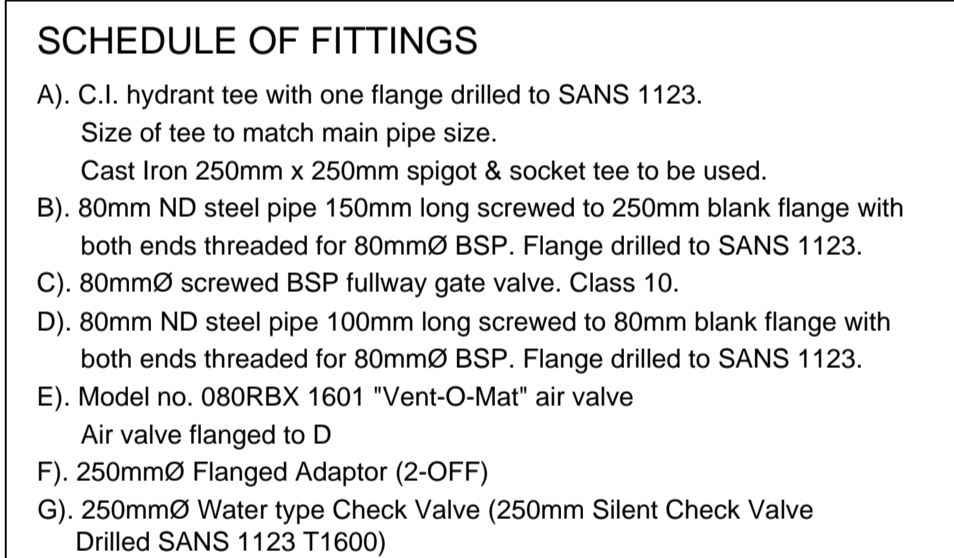 SCHEDULE OF FITTINGS
A). C.I. hydrant tee with one flange drilled to SANS 1123.
Size of tee to match main pipe size.
Cast Iron 250mm x 250mm spigot & socket tee to be used.
B). 80mm ND steel pipe 150mm long screwed to 250mm blank flange with
both ends threaded for 80mmØ BSP. Flange drilled to SANS 1123.
C). 80mmØ screwed BSP fullway gate valve. Class 10.
D). 80mm ND steel pipe 100mm long screwed to 80mm blank flange with
both ends threaded for 80mmØ BSP. Flange drilled to SANS 1123.
E). Model no. 080RBX 1601 "Vent-O-Mat" air valve
Air valve flanged to D
F). 250mmØ Flanged Adaptor (2-OFF)
G). 250mmØ Water type Check Valve (250mm Silent Check Valve
Drilled SANS 1123 T1600)